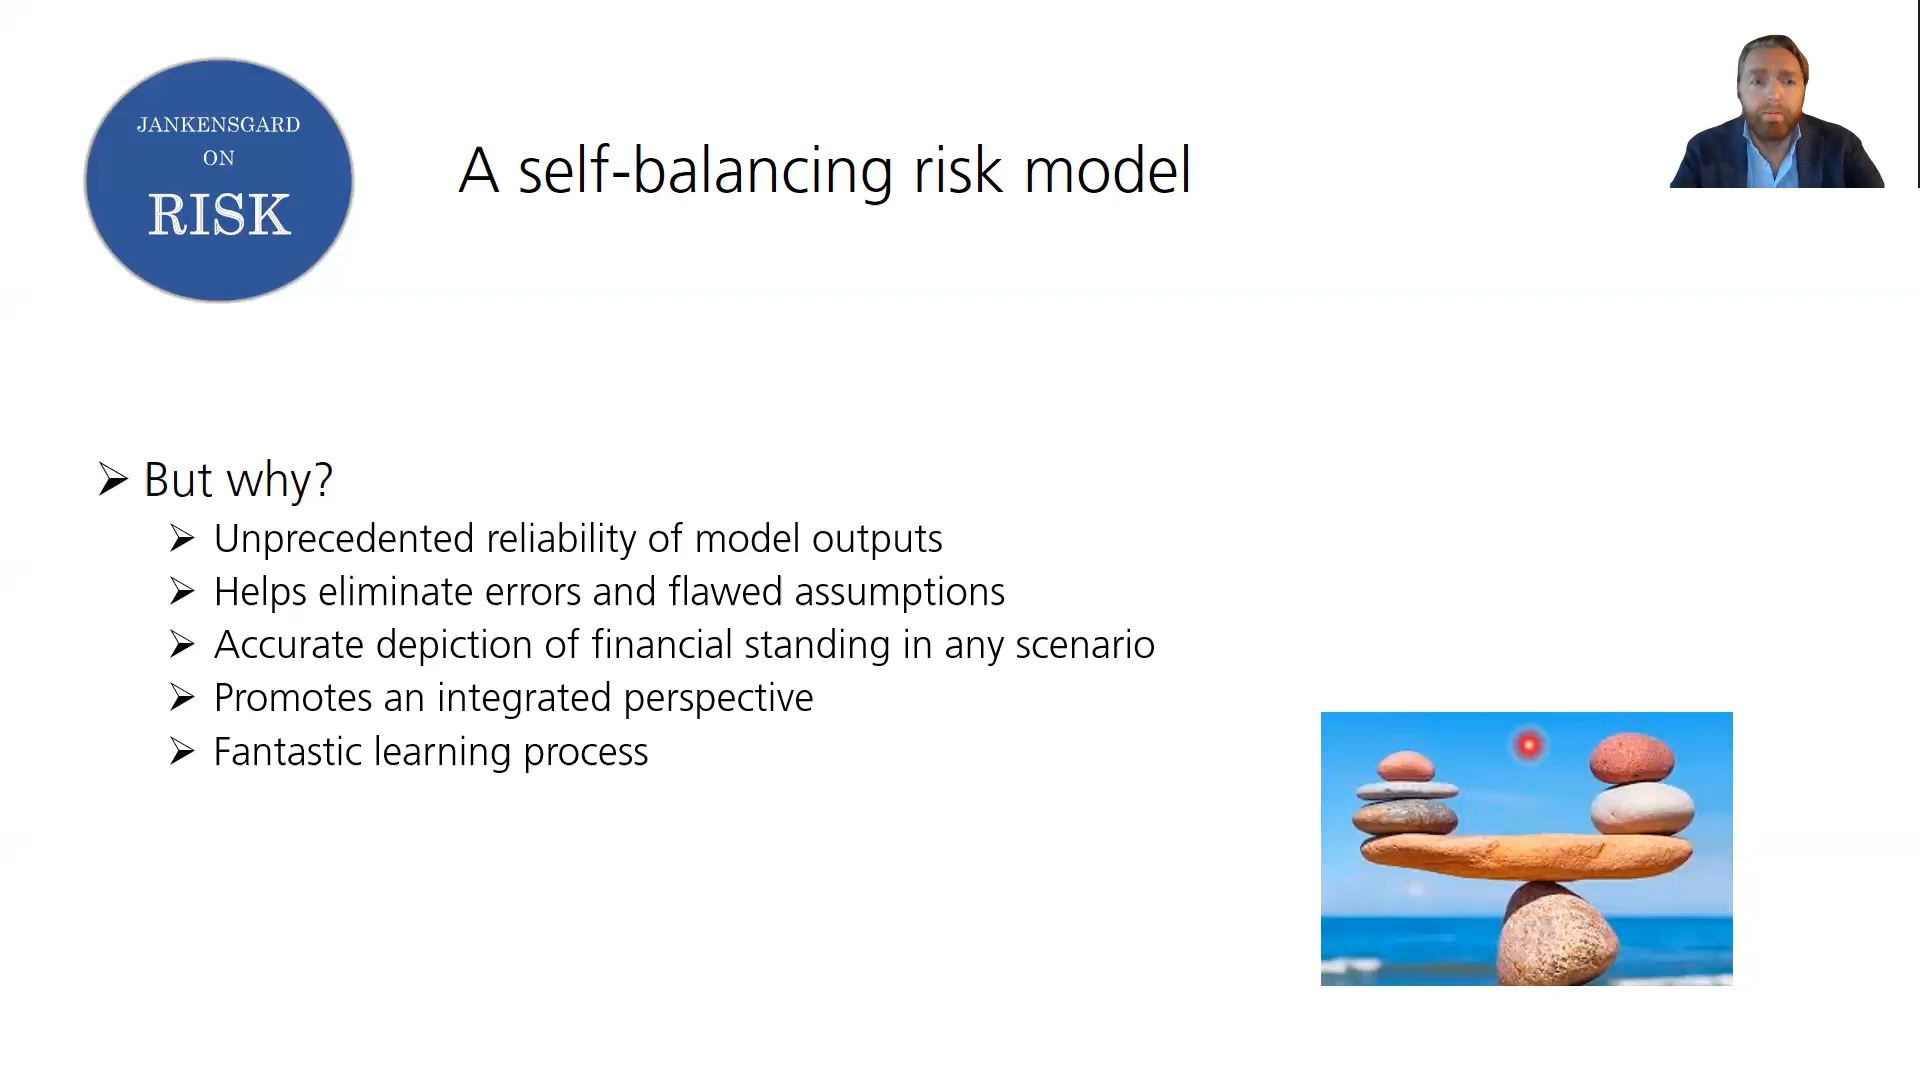 JANKENSGARD
ON
RISK
A self-balancing risk model
But why?
Unprecedented reliability of model outputs
Helps eliminate errors and flawed assumptions
Accurate depiction of financial standing in any scenario
Promotes an integrated perspective
Fantastic learning process